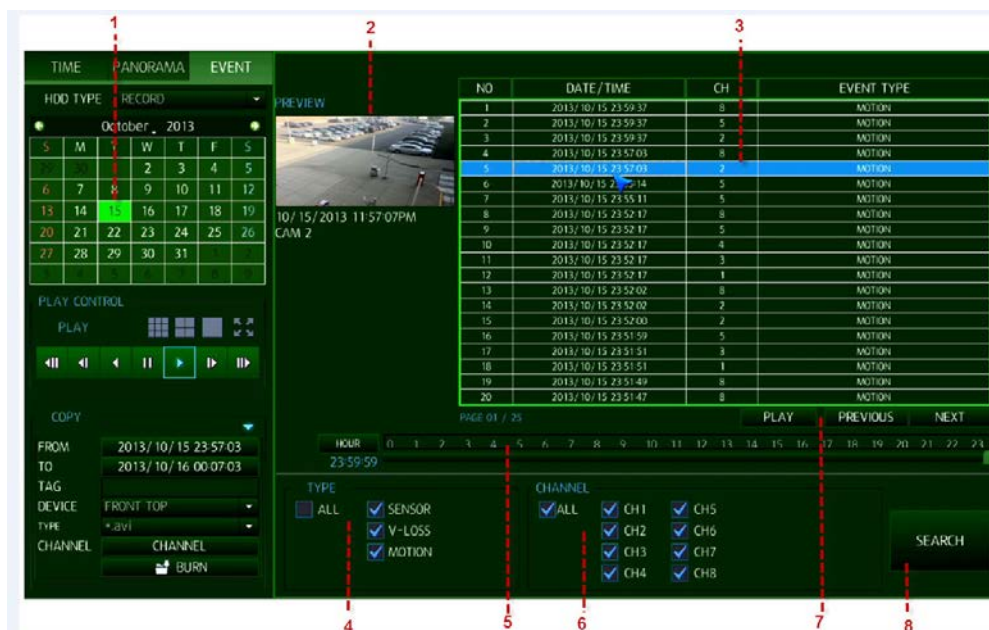 1
2
3
TIME PANORAMA EVENT
HDD TYPE RECORD
October 2013
S M T W T F S
29 30 1 2 3 4 5
6 7 8 9 10 11 12
13 14 15 16 17 18 19
20 21 22 23 24 25 26
27 28 29 30 31 1 2
3 4 5 6 7 8 9
PLAY CONTROL
PLAY
COPY
FROM 2013/10/15 23:57:03
TO 2013/10/16 00:07:03
TAG
DEVICE FRONT TOP
TYPE *.avi
CHANNEL CHANNEL
BURN
PREVIEW
10/15/2013 11:57:07PM
CAM 2
NO DATE/TIME CH EVENT TYPE
1 2013/10/15 23:59:37 8 MOTION
2 2013/10/15 23:59:37 5 MOTION
3 2013/10/15 23:59:37 2 MOTION
4 2013/10/15 23:57:03 8 MOTION
5 2013/10/15 23:57:03 2 MOTION
6 2013/10/15 5 MOTION
7 2013/10/15 23:55:11 5 MOTION
8 2013/10/15 23:52:17 8 MOTION
9 2013/10/15 23:52:17 5 MOTION
10 2013/10/15 23:52:17 4 MOTION
11 2013/10/15 23:52:17 3 MOTION
12 2013/10/15 23:52:17 1 MOTION
13 2013/10/15 23:52:02 8 MOTION
14 2013/10/15 23:52:02 2 MOTION
15 2013/10/15 23:52:00 2 MOTION
16 2013/10/15 23:51:59 5 MOTION
17 2013/10/15 23:51:51 3 MOTION
18 2013/10/15 23:51:51 1 MOTION
19 2013/10/15 23:51:49 8 MOTION
20 2013/10/15 23:51:47 8 MOTION
PAGE 01 / 25 PLAY PREVIOUS NEXT
HOUR 0 1 2 3 4 5 6 7 8 9 10 11 12 13 14 15 16 17 18 19 20 21 22 23
23:59:59
TYPE
ALL SENSOR
V-LOSS
MOTION
CHANNEL
ALL CH1 CH5
CH2 CH6
CH3 CH7
CH4 CH8
SEARCH
4
5
6
7
8